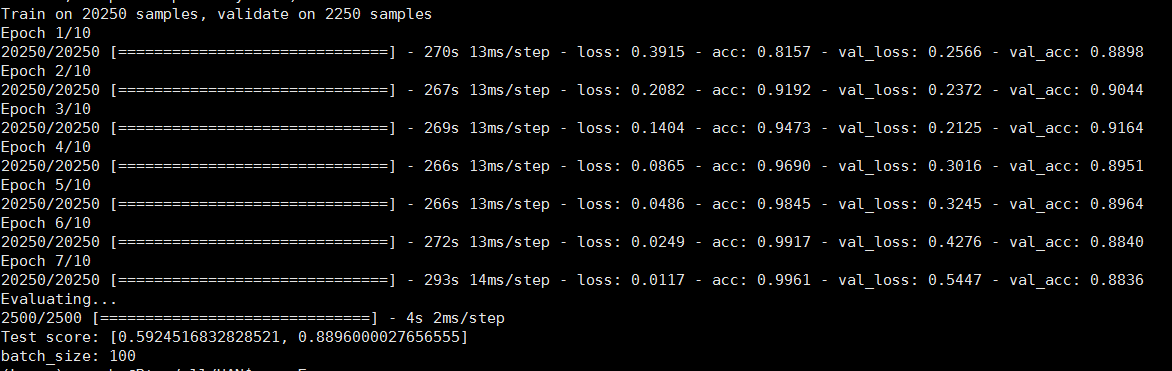 Train on 20250 samples, validate on 2250 samples
Epoch 1/10
20250/20250 [==============================] - 270s 13ms/step - loss: 0.3915 - acc: 0.8157 - val_loss: 0.2566 - val_acc: 0.8898
Epoch 2/10
20250/20250 [==============================] - 267s 13ms/step - loss: 0.2082 - acc: 0.9192 - val_loss: 0.2372 - val_acc: 0.9044
Epoch 3/10
20250/20250 [==============================] - 269s 13ms/step - loss: 0.1404 - acc: 0.9473 - val_loss: 0.2125 - val_acc: 0.9164
Epoch 4/10
20250/20250 [==============================] - 266s 13ms/step - loss: 0.0865 - acc: 0.9690 - val_loss: 0.3016 - val_acc: 0.8951
Epoch 5/10
20250/20250 [==============================] - 266s 13ms/step - loss: 0.0486 - acc: 0.9845 - val_loss: 0.3245 - val_acc: 0.8964
Epoch 6/10
20250/20250 [==============================] - 272s 13ms/step - loss: 0.0249 - acc: 0.9917 - val_loss: 0.4276 - val_acc: 0.8840
Epoch 7/10
20250/20250 [==============================] - 293s 14ms/step - loss: 0.0117 - acc: 0.9961 - val_loss: 0.5447 - val_acc: 0.8836
Evaluating...
2500/2500 [==============================] - 4s 2ms/step
Test score: [0.5924516832828521, 0.8896000027656555]
batch_size: 100